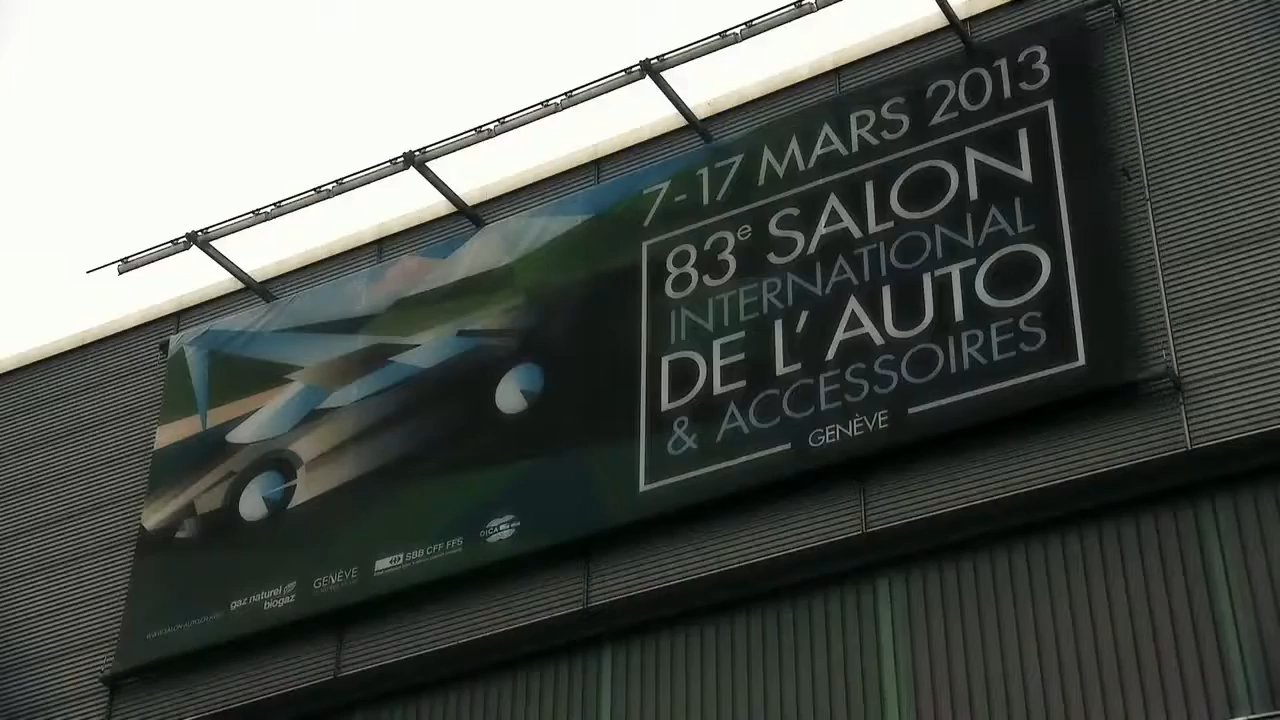 7-17 MARS 2013
83e SALON
INTERNATIONAL
DE L'AUTO
& ACCESSOIRES
GENÈVE
OICA
SBB CFF FFS
GENÈVE
gaz naturel
biogaz